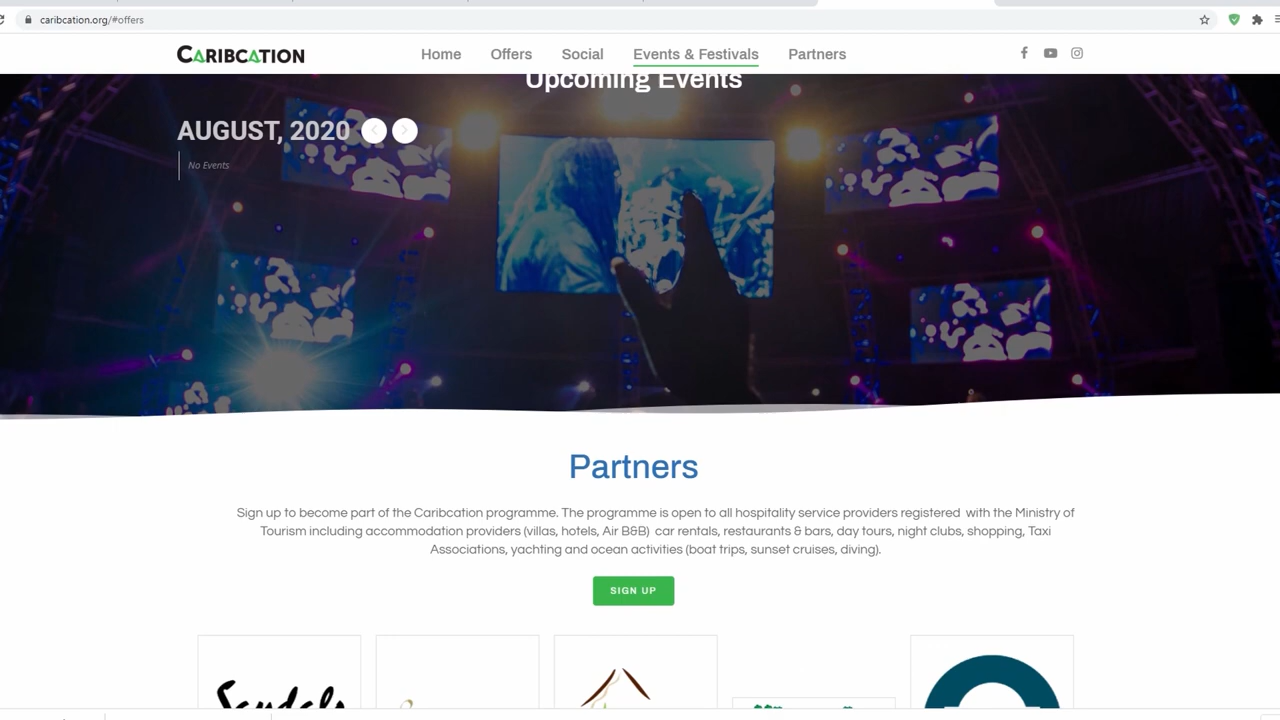 caribcation.org/#offers
CARIBCATION
Home Offers Social Events & Festivals Partners
Upcoming Events
AUGUST, 2020
No Events
Partners
Sign up to become part of the Caribcation programme. The programme is open to all hospitality service providers registered with the Ministry of
Tourism including accommodation providers (villas, hotels, Air B&B) car rentals, restaurants & bars, day tours, night clubs, shopping, Taxi
Associations, yachting and ocean activities (boat trips, sunset cruises, diving).
SIGN UP
Sandals